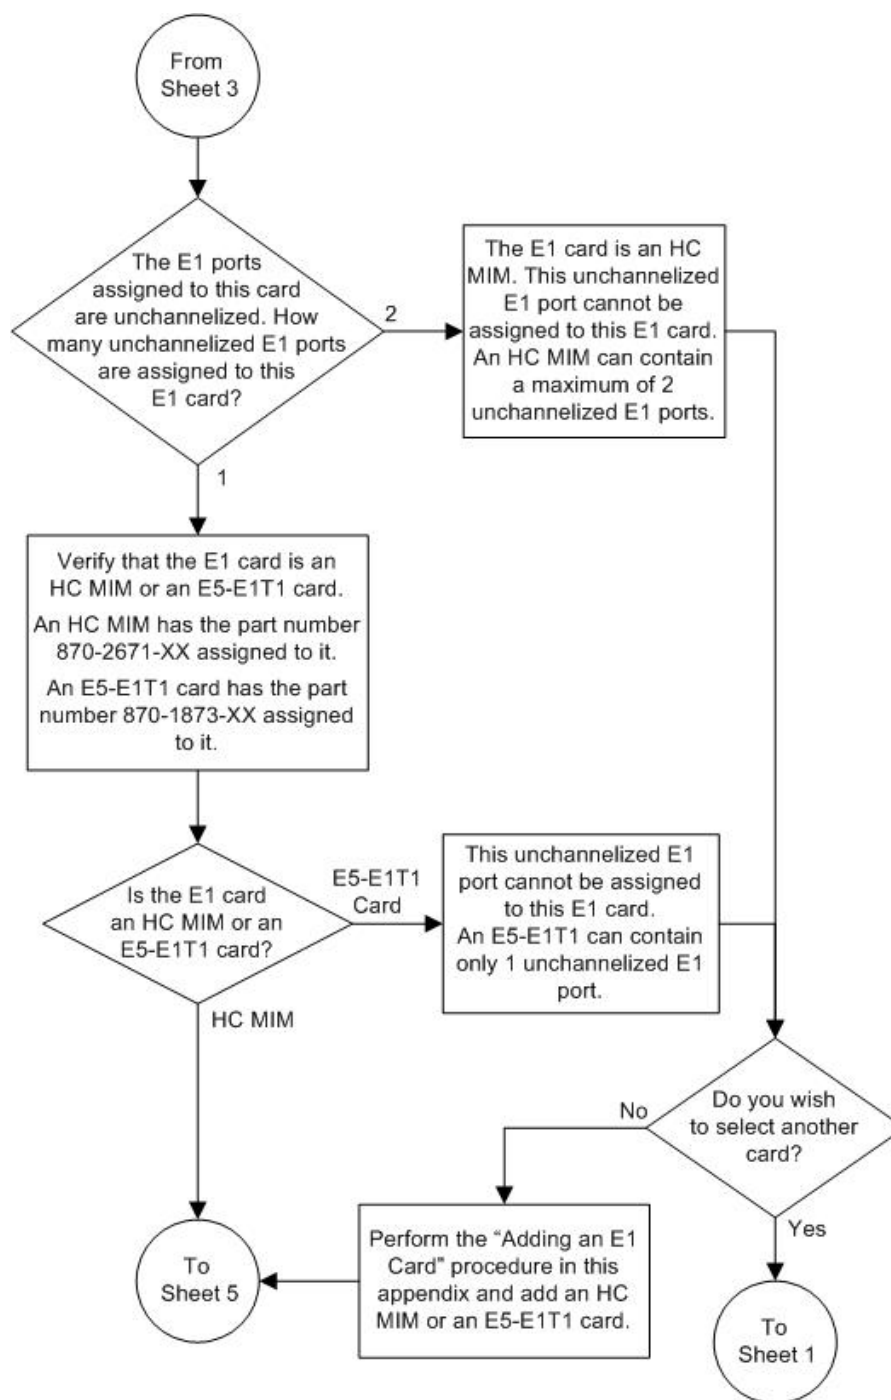 From
Sheet 3
The E1 ports
assigned to this card
are unchannelized. How
many unchannelized E1 ports
are assigned to this
E1 card?
2
The E1 card is an HC
MIM. This unchannelized
E1 port cannot be
assigned to this E1 card.
An HC MIM can contain
a maximum of 2
unchannelized E1 ports.
1
Verify that the E1 card is an
HC MIM or an E5-E1T1 card.
An HC MIM has the part number
870-2671-XX assigned to it.
An E5-E1T1 card has the part
number 870-1873-XX assigned
to it.
Is the E1 card
an HC MIM or an
E5-E1T1 card?
E5-E1T1
Card
This unchannelized E1
port cannot be assigned
to this E1 card.
An E5-E1T1 can contain
only 1 unchannelized E1
port.
HC MIM
Do you wish
to select another
card?
No
Yes
Perform the “Adding an E1
Card" procedure in this
appendix and add an HC
MIM or an E5-E1T1 card.
To
Sheet 5
To
Sheet 1